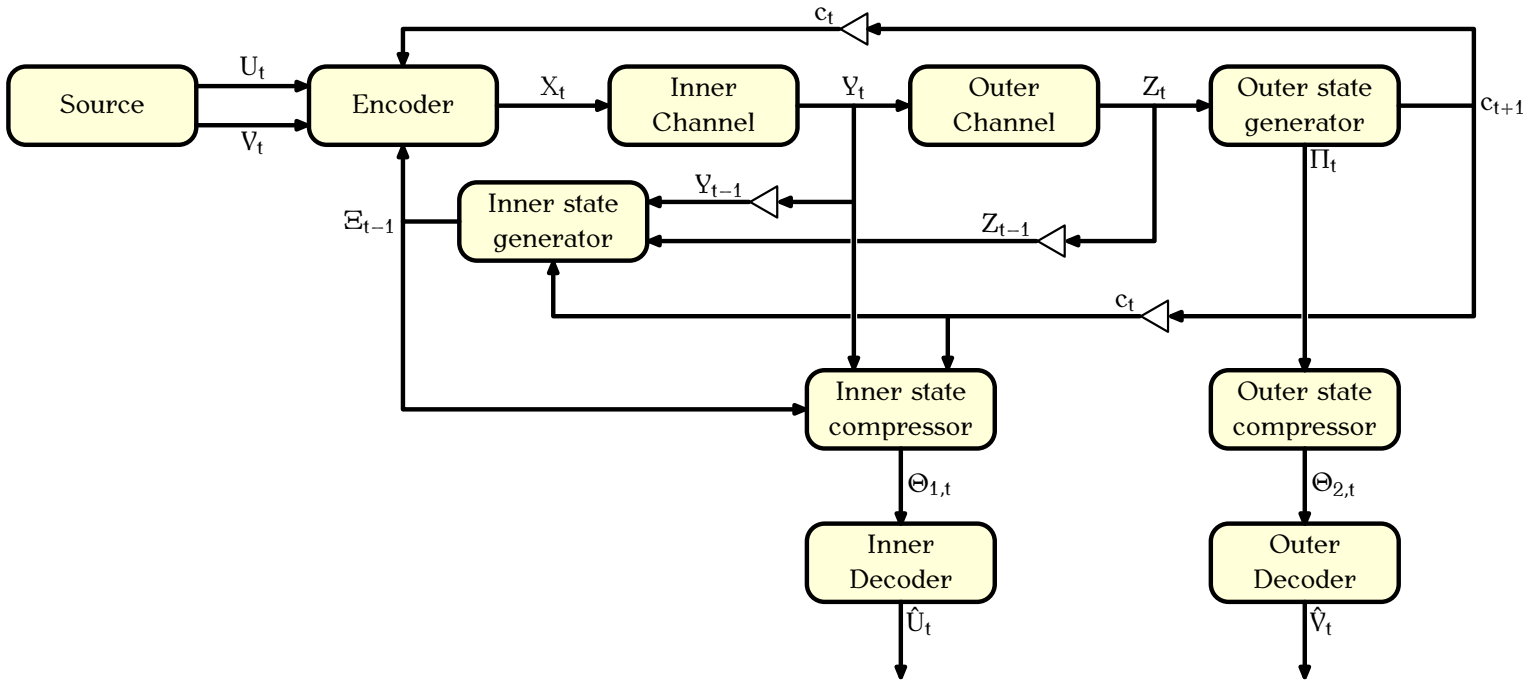 c_t
U_t
Source
V_t
Encoder
X_t
Inner
Channel
Y_t
Outer
Channel
Z_t
Outer state
generator
c_{t+1}
Π_t
Y_{t−1}
Inner state
generator
Ξ_{t−1}
Z_{t−1}
c_t
Inner state
compressor
Outer state
compressor
Θ_{1,t}
Θ_{2,t}
Inner
Decoder
Outer
Decoder
Û_t
V̂_t